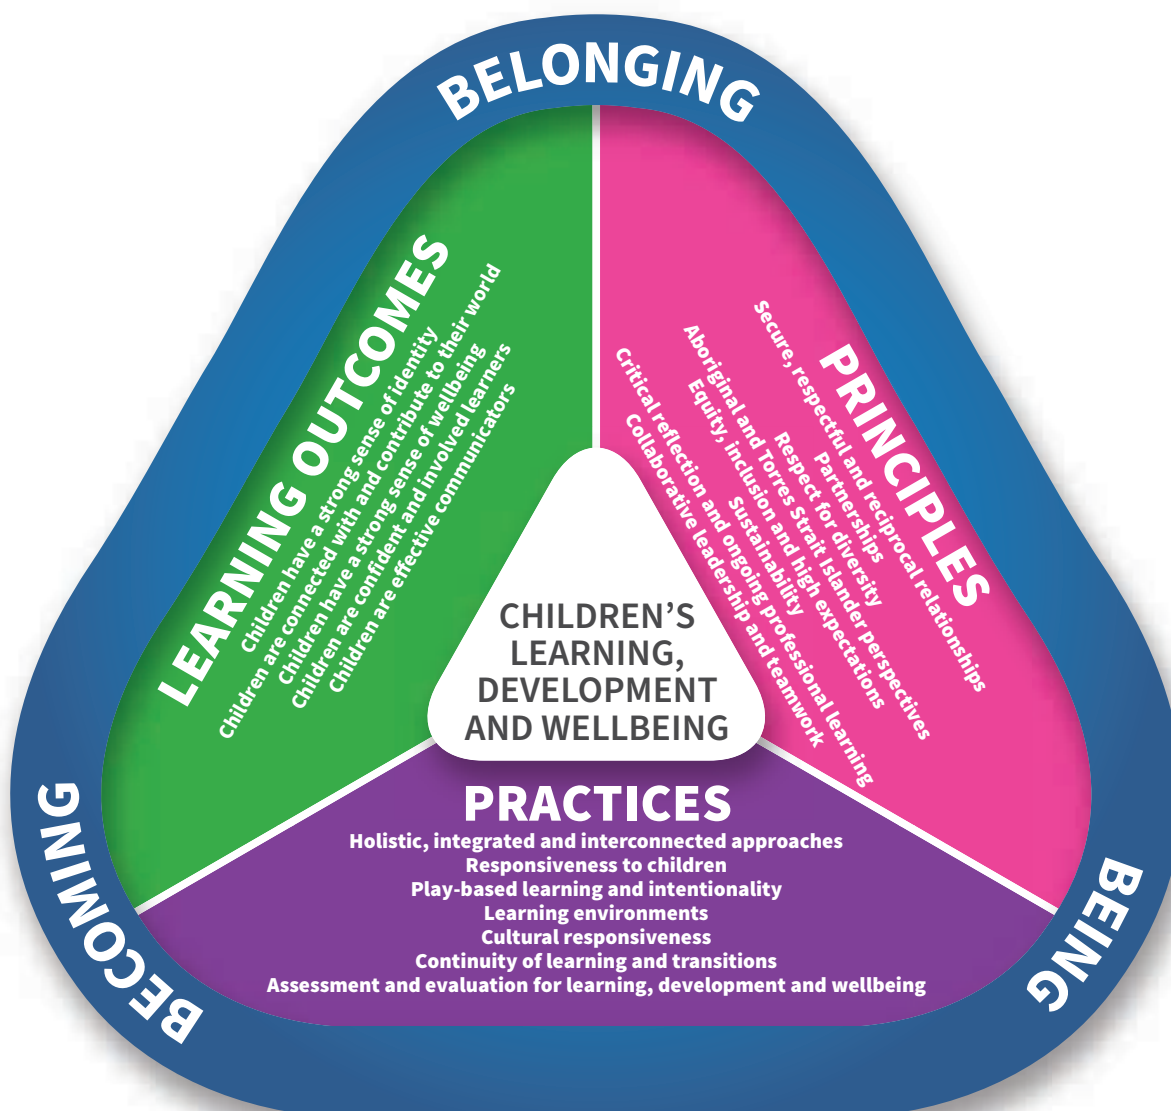 BELONGING
LEARNING OUTCOMES
Children have a strong sense of identity
Children are connected with and contribute to their world
Children have a strong sense of wellbeing
Children are confident and involved learners
Children are effective communicators
PRINCIPLES
Secure, respectful and reciprocal relationships
Partnerships
Respect for diversity
Aboriginal and Torres Strait Islander perspectives
Equity, inclusion and high expectations
Sustainability
Critical reflection and ongoing professional learning
Collaborative leadership and teamwork
CHILDREN’S
LEARNING,
DEVELOPMENT
AND WELLBEING
PRACTICES
Holistic, integrated and interconnected approaches
Responsiveness to children
Play-based learning and intentionality
Learning environments
Cultural responsiveness
Continuity of learning and transitions
Assessment and evaluation for learning, development and wellbeing
BECOMING
BEING